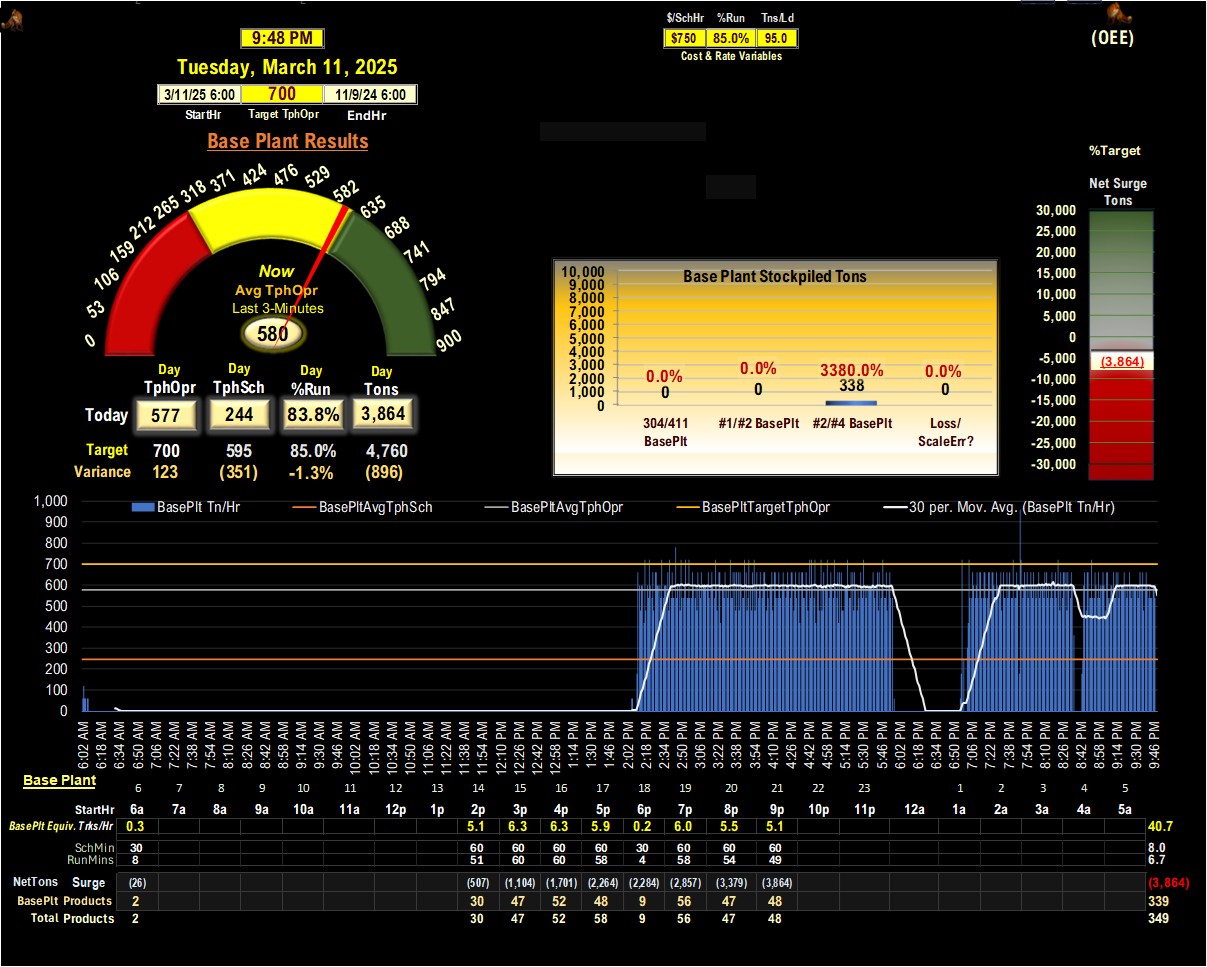 $/SchHr %Run Tns/Ld
9:48 PM
$750 85.0% 95.0
(OEE)
Cost & Rate Variables
Tuesday, March 11, 2025
3/11/25 6:00 700 11/9/24 6:00
StartHr Target TphOpr EndHr
Base Plant Results
%Target
Net Surge
Tons
0 53 106 159 212 265 318 371 424 476 529 582 635 688 741 794 847 900
Now
Avg TphOpr
Last 3-Minutes
580
Day Day Day Day
TphOpr TphSch %Run Tons
Today 577 244 83.8% 3,864
Target 700 595 85.0% 4,760
Variance 123 (351) -1.3% (896)
Base Plant Stockpiled Tons
10,000
9,000
8,000
7,000
6,000
5,000
4,000
3,000
2,000
1,000
0
0.0% 0.0% 3380.0% 0.0%
0 0 338 0
304/411 #1/#2 BasePlt #2/#4 BasePlt Loss/
BasePlt ScaleErr?
30,000
25,000
20,000
15,000
10,000
5,000
0
-5,000
(3,864)
-10,000
-15,000
-20,000
-25,000
-30,000
BasePlt Tn/Hr BasePltAvgTphSch BasePltAvgTphOpr BasePltTargetTphOpr 30 per. Mov. Avg. (BasePlt Tn/Hr)
1,000
900
800
700
600
500
400
300
200
100
0
6:02 AM 6:18 AM 6:34 AM 6:50 AM 7:06 AM 7:22 AM 7:38 AM 7:54 AM 8:10 AM 8:26 AM 8:42 AM 8:58 AM 9:14 AM 9:30 AM 9:46 AM 10:02 AM 10:18 AM 10:34 AM 10:50 AM 11:06 AM 11:22 AM 11:38 AM 11:54 AM 12:10 PM 12:26 PM 12:42 PM 12:58 PM 1:14 PM 1:30 PM 1:46 PM 2:02 PM 2:18 PM 2:34 PM 2:50 PM 3:06 PM 3:22 PM 3:38 PM 3:54 PM 4:10 PM 4:26 PM 4:42 PM 4:58 PM 5:14 PM 5:30 PM 5:46 PM 6:02 PM 6:18 PM 6:34 PM 6:50 PM 7:06 PM 7:22 PM 7:38 PM 7:54 PM 8:10 PM 8:26 PM 8:42 PM 8:58 PM 9:14 PM 9:30 PM 9:46 PM
Base Plant
6 7 8 9 10 11 12 13 14 15 16 17 18 19 20 21 22 23 1 2 3 4 5
StartHr 6a 7a 8a 9a 10a 11a 12p 1p 2p 3p 4p 5p 6p 7p 8p 9p 10p 11p 12a 1a 2a 3a 4a 5a
BasePlt Equiv. Trks/Hr 0.3 5.1 6.3 6.3 5.9 0.2 6.0 5.5 5.1 40.7
SchMin 30 60 60 60 60 30 60 60 60 8.0
RunMins 8 51 60 60 58 4 58 54 49 6.7
NetTons Surge (26) (507) (1,104) (1,701) (2,264) (2,284) (2,857) (3,379) (3,864) (3,864)
BasePlt Products 2 30 47 52 48 9 56 47 48 339
Total Products 2 30 47 52 58 9 56 47 48 349